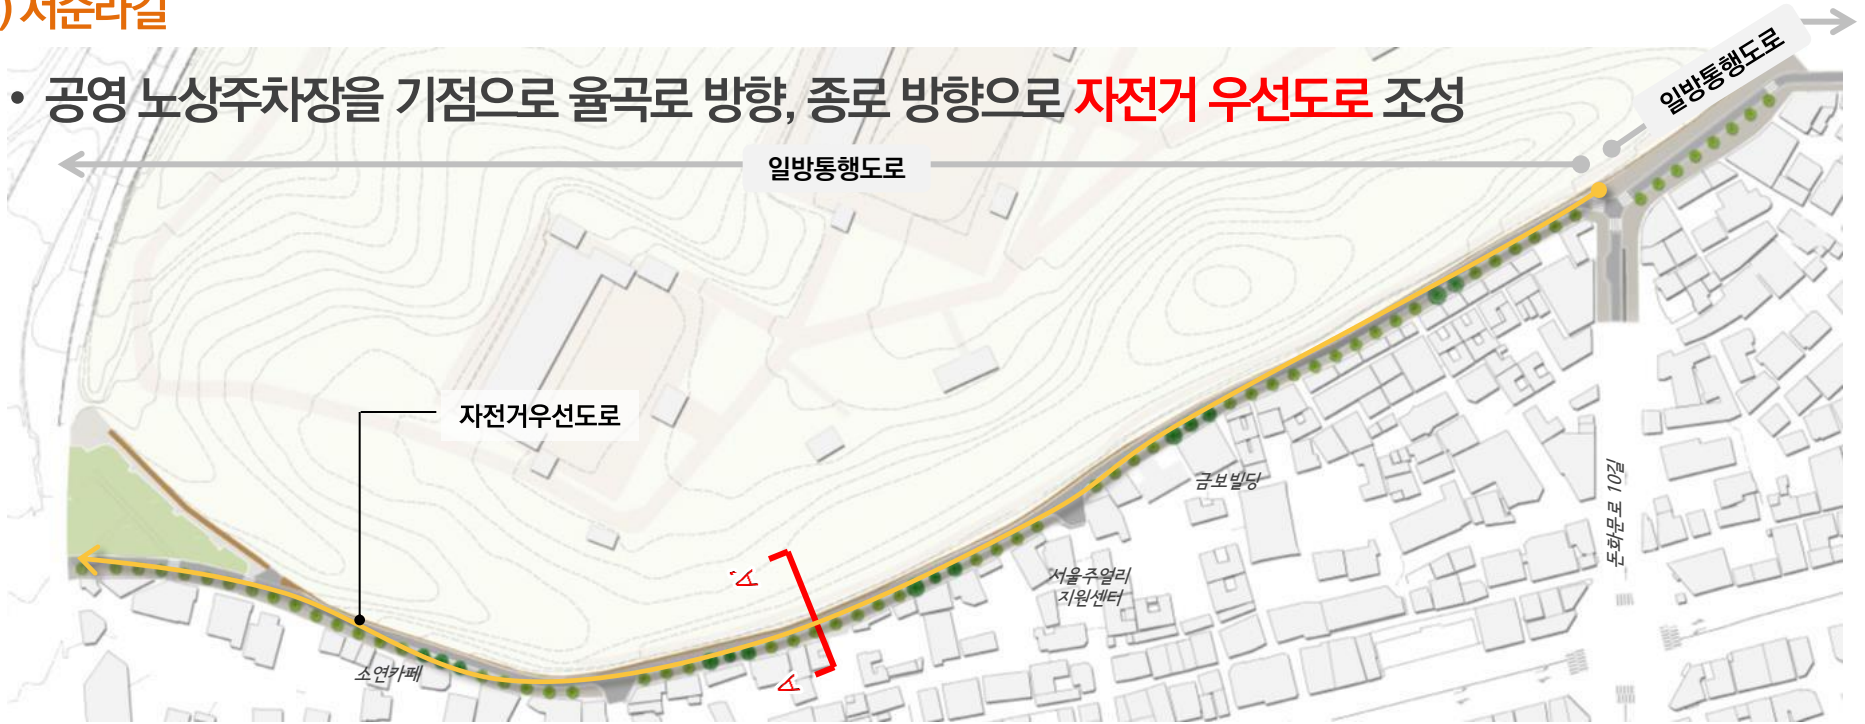 ) 서순라길
• 공영 노상주차장을 기점으로 율곡로 방향, 종로 방향으로 자전거 우선도로 조성
일방통행도로
일방통행도로
자전거우선도로
금보빌딩
돈화문로 10길
서울주얼리
지원센터
소연카페
A'
A